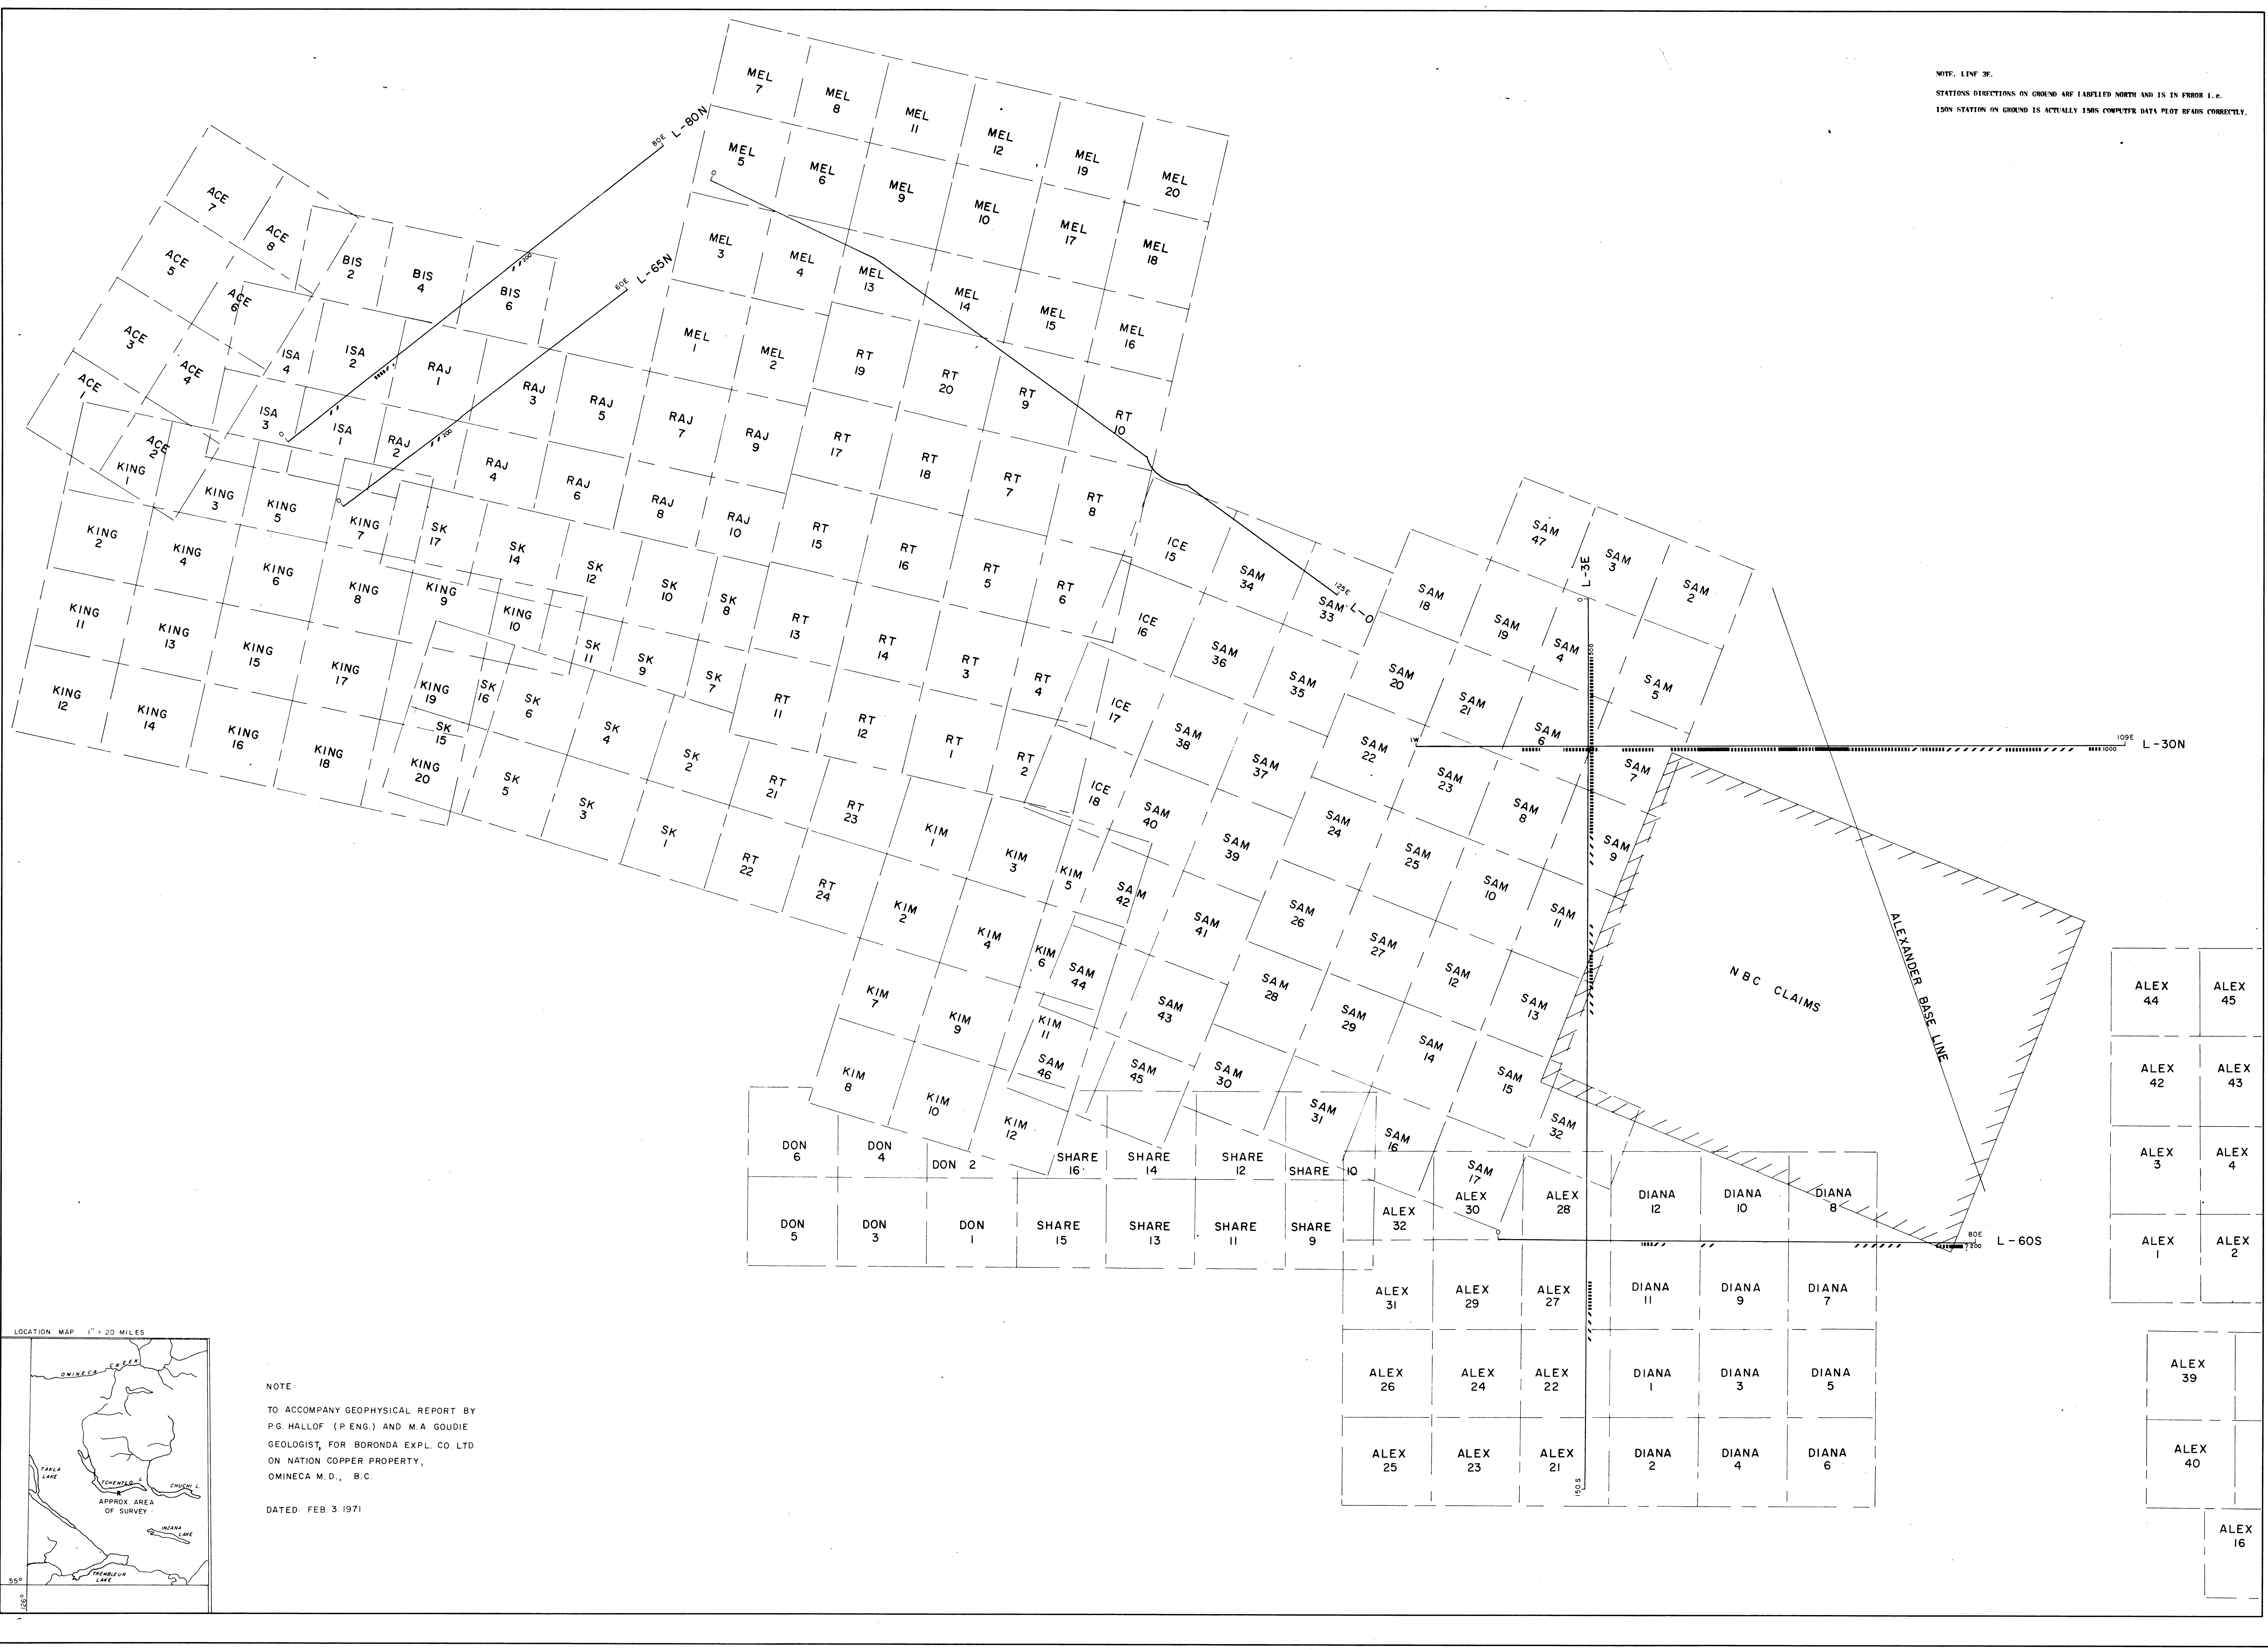 NOTE. LINE 3E.
STATIONS DIRECTIONS ON GROUND ARE LABELLED NORTH AND IS IN ERROR i.e.
150N STATION ON GROUND IS ACTUALLY 150S COMPUTER DATA PLOT READS CORRECTLY.
MEL 7
MEL 8
MEL 11
MEL 12
MEL 19
MEL 20
MEL 5
MEL 6
MEL 9
MEL 10
MEL 17
MEL 18
MEL 3
MEL 4
MEL 13
MEL 14
MEL 15
MEL 16
MEL 1
MEL 2
80E L-80N
200
60E L-65N
200
O
O
O
ACE 7
ACE 8
ACE 5
ACE 6
ACE 3
ACE 4
ACE 1
ACE 2
BIS 2
BIS 4
BIS 6
ISA 4
ISA 2
ISA 3
ISA 1
RAJ 1
RAJ 3
RAJ 5
RAJ 7
RAJ 9
RAJ 2
RAJ 4
RAJ 6
RAJ 8
RAJ 10
RT 19
RT 20
RT 9
RT 10
RT 17
RT 18
RT 7
RT 8
RT 15
RT 16
RT 5
RT 6
RT 13
RT 14
RT 3
RT 4
RT 11
RT 12
RT 1
RT 2
RT 21
RT 23
RT 22
RT 24
KING 1
KING 3
KING 5
KING 7
KING 2
KING 4
KING 6
KING 8
KING 9
KING 10
KING 11
KING 13
KING 15
KING 17
KING 19
KING 12
KING 14
KING 16
KING 18
KING 20
SK 17
SK 14
SK 12
SK 10
SK 8
SK 11
SK 9
SK 7
SK 16
SK 6
SK 4
SK 2
SK 15
SK 5
SK 3
SK 1
ICE 15
ICE 16
ICE 17
ICE 18
125E L-O
SAM 47
SAM 3
SAM 2
SAM 34
SAM 33
SAM 18
SAM 19
SAM 4
SAM 5
SAM 36
SAM 35
SAM 20
SAM 21
SAM 6
SAM 7
SAM 38
SAM 37
SAM 22
SAM 23
SAM 8
SAM 9
SAM 40
SAM 39
SAM 24
SAM 25
SAM 10
SAM 11
SAM 42
SAM 41
SAM 26
SAM 27
SAM 12
SAM 13
SAM 44
SAM 43
SAM 28
SAM 29
SAM 14
SAM 15
SAM 46
SAM 45
SAM 30
SAM 31
SAM 16
SAM 17
SAM 32
O L-3E
150S
1W
1000
109E L-30N
NBC CLAIMS
ALEXANDER BASE LINE
KIM 1
KIM 3
KIM 5
KIM 2
KIM 4
KIM 6
KIM 7
KIM 9
KIM 11
KIM 8
KIM 10
KIM 12
DON 6
DON 4
DON 2
SHARE 16
SHARE 14
SHARE 12
SHARE 10
DON 5
DON 3
DON 1
SHARE 15
SHARE 13
SHARE 11
SHARE 9
ALEX 32
ALEX 30
ALEX 28
DIANA 12
DIANA 10
DIANA 8
O
80E L-60S
? 200
ALEX 31
ALEX 29
ALEX 27
DIANA 11
DIANA 9
DIANA 7
ALEX 26
ALEX 24
ALEX 22
DIANA 1
DIANA 3
DIANA 5
ALEX 25
ALEX 23
ALEX 21
DIANA 2
DIANA 4
DIANA 6
ALEX 44
ALEX 45
ALEX 42
ALEX 43
ALEX 3
ALEX 4
ALEX 1
ALEX 2
ALEX 39
ALEX 40
ALEX 16
LOCATION MAP 1" = 20 MILES
OMINECA CREEK
TAKLA LAKE
TCHENTLO L.
CHUCHI L.
APPROX. AREA
OF SURVEY
INZANA LAKE
TREMBLEUR LAKE
55°
126°
NOTE:
TO ACCOMPANY GEOPHYSICAL REPORT BY
P.G. HALLOF (P. ENG.) AND M.A. GOUDIE
GEOLOGIST, FOR BORONDA EXPL. CO. LTD.
ON NATION COPPER PROPERTY,
OMINECA M.D., B.C.
DATED: FEB. 3. 1971